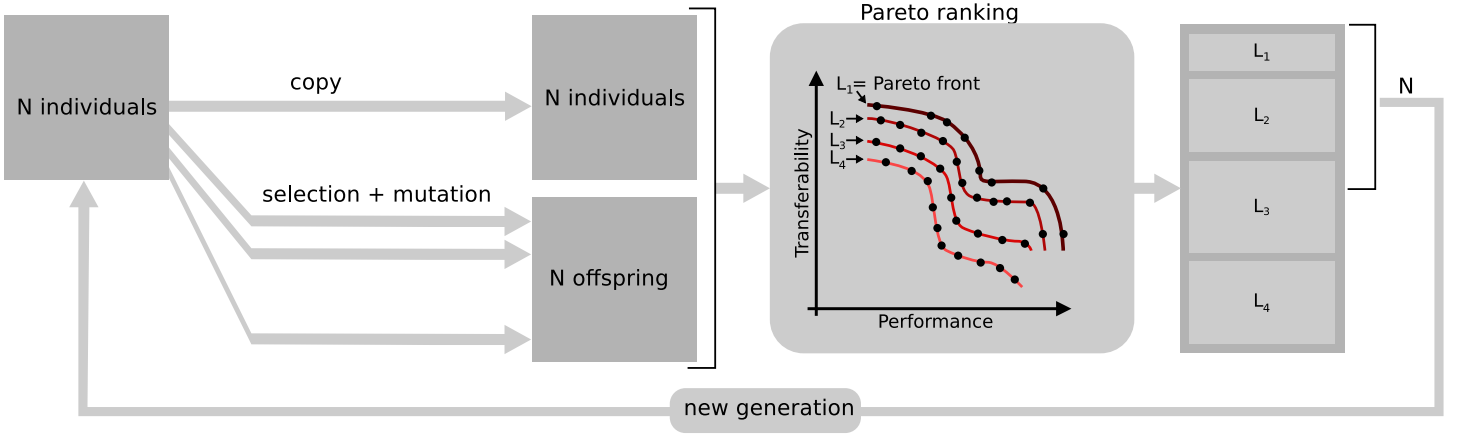 N individuals
copy
selection + mutation
N individuals
N offspring
Pareto ranking
L1= Pareto front
L2
L3
L4
Transferability
Performance
L1
L2
L3
L4
N
new generation